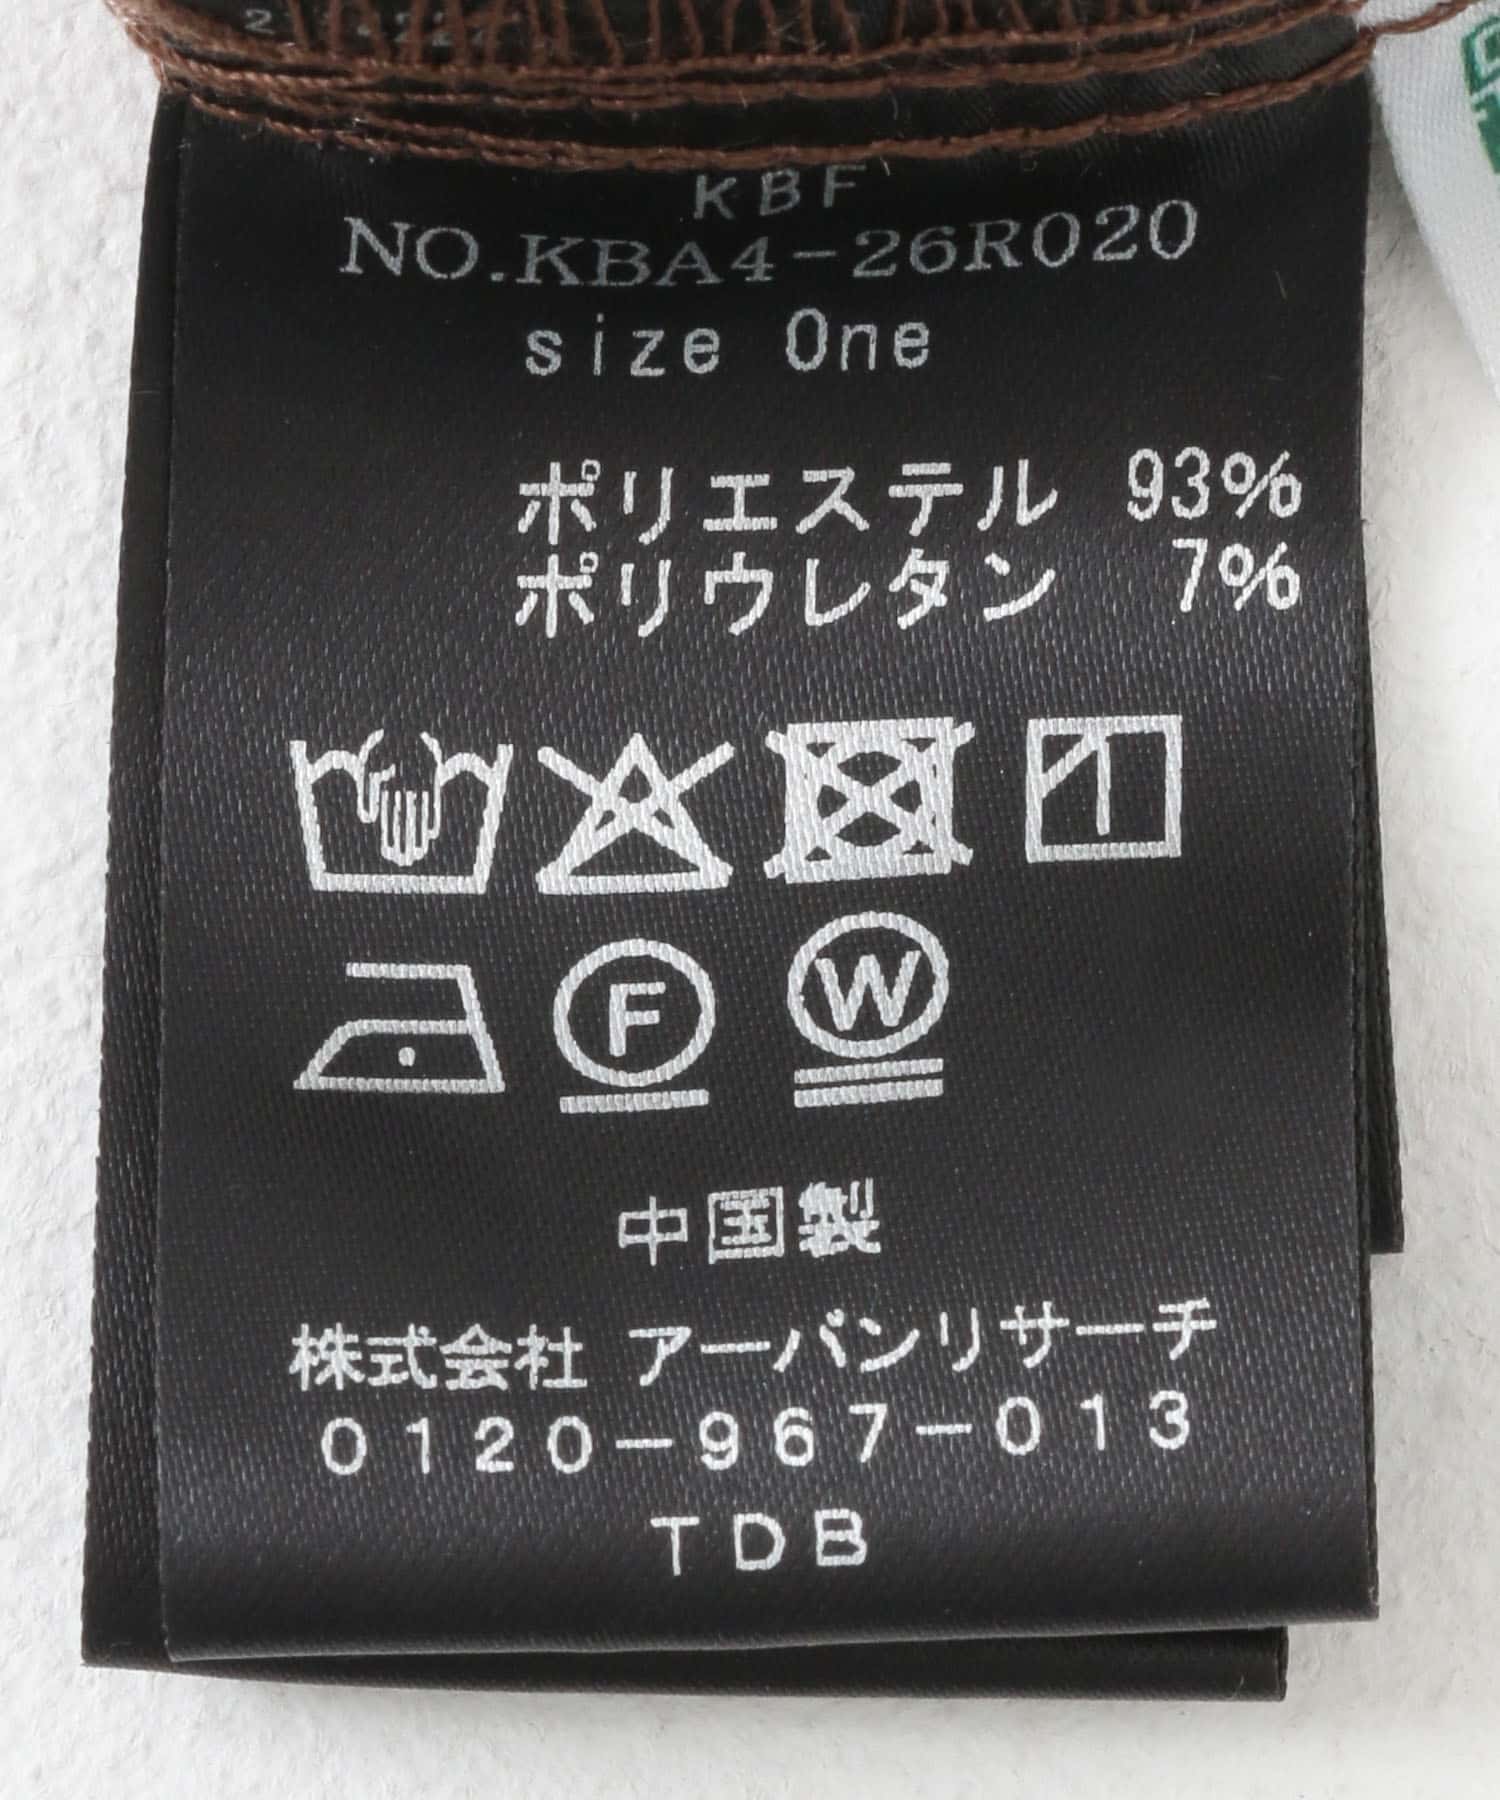 KBF
NO.KBA4-26R020
size One
ポリエステル 93%
ポリウレタン 7%
F W
中国製
株式会社 アーバンリサーチ
0120-967-013
TDB